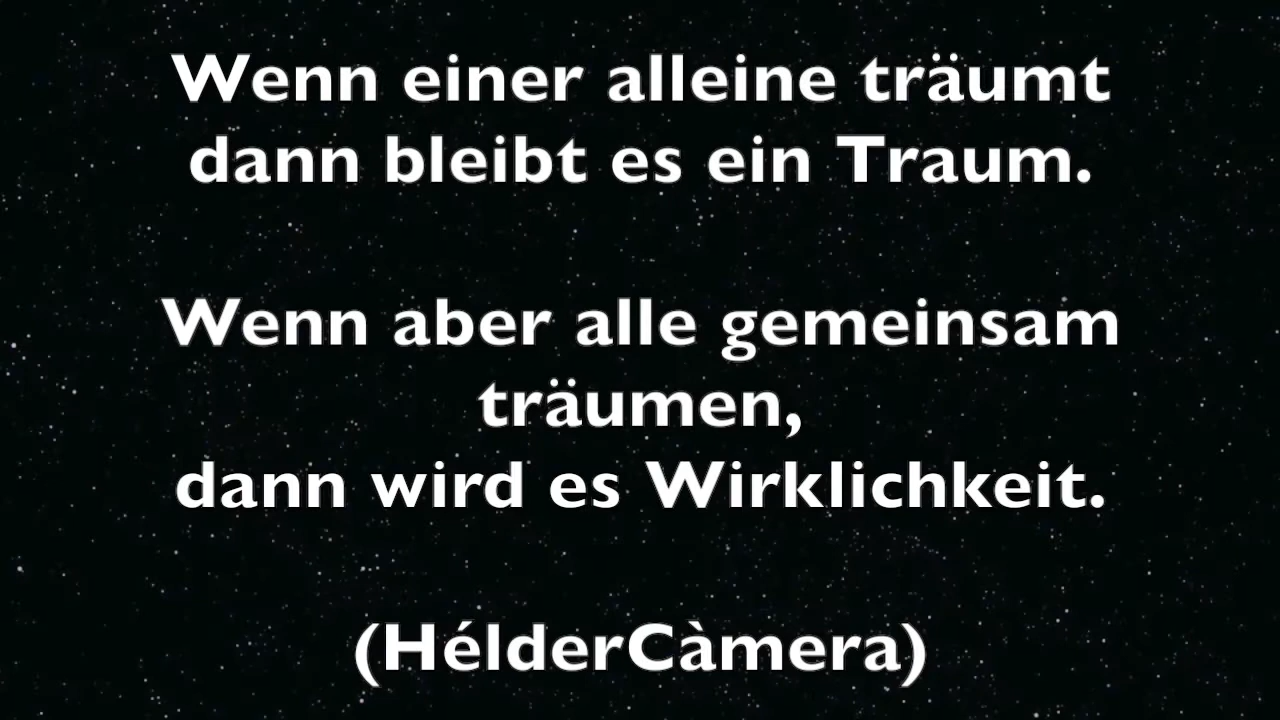 Wenn einer alleine träumt
dann bleibt es ein Traum.
Wenn aber alle gemeinsam
träumen,
dann wird es Wirklichkeit.
(HélderCàmera)